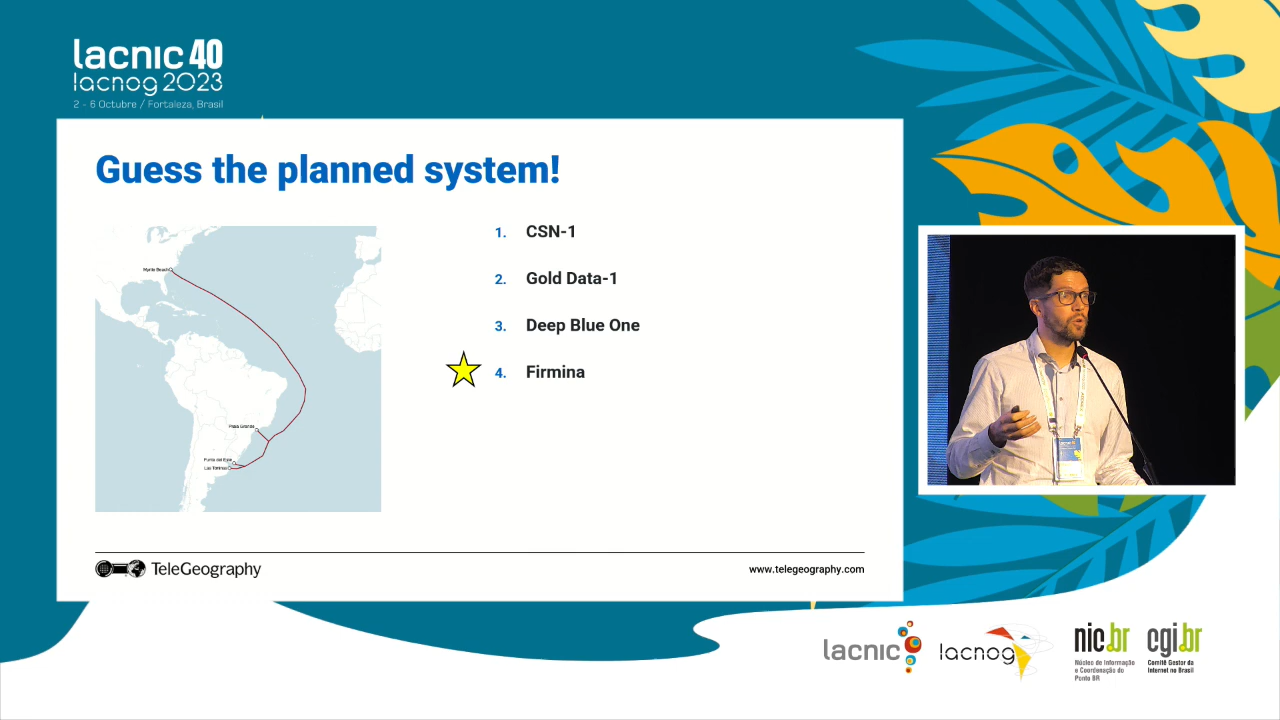 lacnic 40
lacnog 2023
2 - 6 Octubre / Fortaleza, Brasil
Guess the planned system!
Myrtle Beach
Praia Grande
Punta del Este
Las Toninas
1. CSN-1
2. Gold Data-1
3. Deep Blue One
4. Firmina
TeleGeography
www.telegeography.com
lacnic
lacnog
nic.br
Núcleo de Informação
e Coordenação do
Ponto BR
cgi.br
Comitê Gestor da
Internet no Brasil